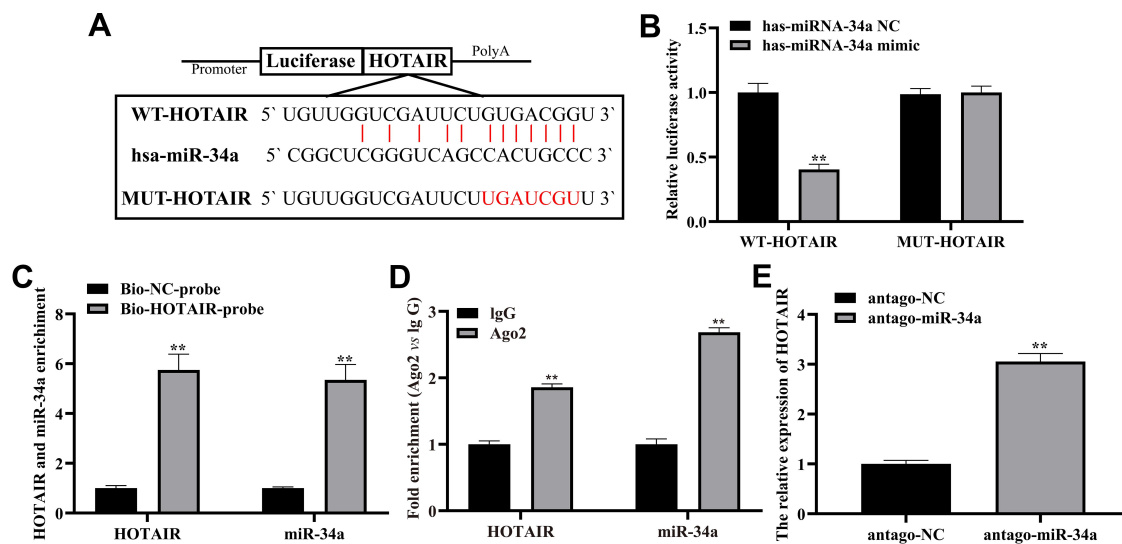 A
Promoter
Luciferase
HOTAIR
PolyA
WT-HOTAIR 5` UGUUGGUCGAUUCUGUGACGGU 3`
hsa-miR-34a 5` CGGCUCGGGUCAGCCACUGCCC 3`
MUT-HOTAIR 5` UGUUGGUCGAUUCUUGAUCGUU 3`
B
has-miRNA-34a NC
has-miRNA-34a mimic
Relative luciferase activity
1.5
1.0
0.5
0.0
**
WT-HOTAIR
MUT-HOTAIR
C
Bio-NC-probe
Bio-HOTAIR-probe
HOTAIR and miR-34a enrichiment
8
6
4
2
0
**
**
HOTAIR
miR-34a
D
lgG
Ago2
Fold enrichment (Ago2 vs lg G)
3
2
1
0
**
**
HOTAIR
miR-34a
E
antago-NC
antago-miR-34a
The relative expression of HOTAIR
4
3
2
1
0
**
antago-NC
antago-miR-34a